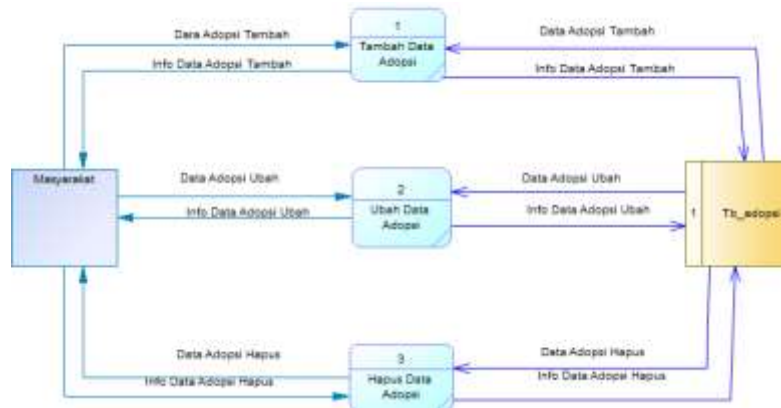 1
Dara Adopsi Tambah
Data Adopsi Tambah
Tambah Data
Adopsi
Info Data Adopsi Tambah
Info Data Adopsi Tambah
Masyarakat
Data Adopsi Ubah
2
Data Adopsi Ubah
Info Data Adopsi Ubah
Ubah Data
Adopsi
Info Data Adopsi Ubah
1
Tb_adopsi
Data Adopsi Hapus
3
Data Adopsi Hapus
Info Data Adopsi Hapus
Hapus Data
Adopsi
Info Data Adopsi Hapus